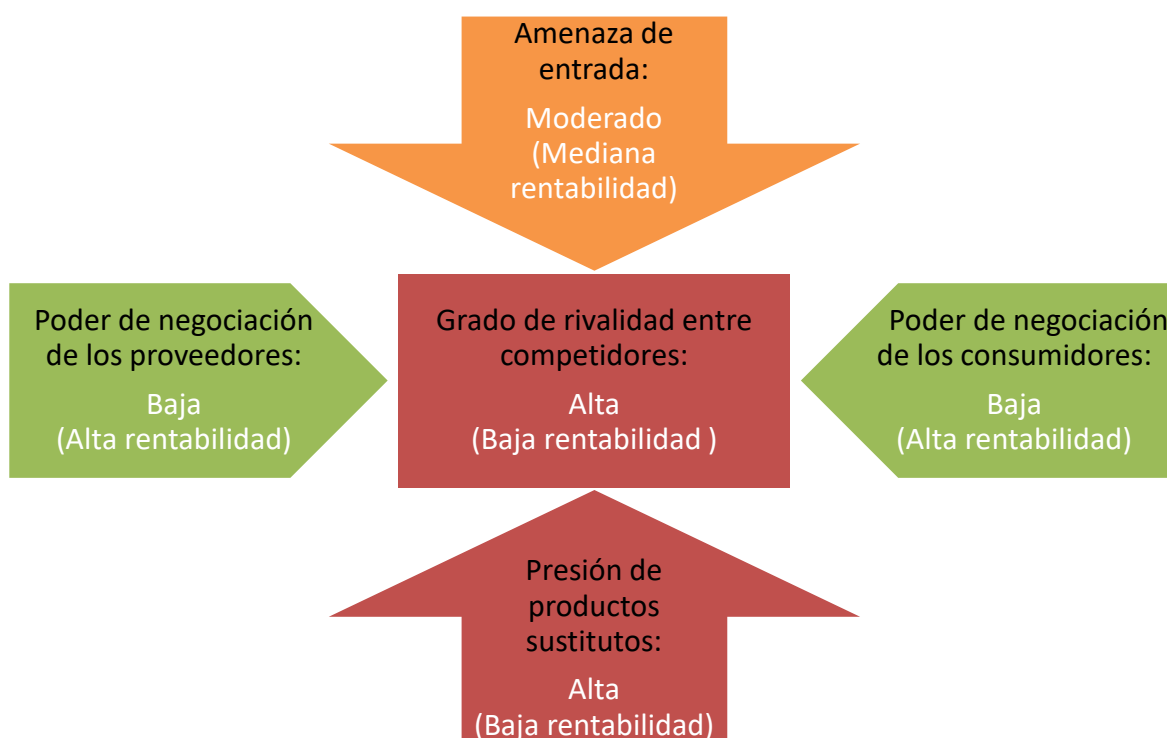 Amenaza de
entrada:
Moderado
(Mediana
rentabilidad)
Poder de negociación
de los proveedores:
Baja
(Alta rentabilidad)
Grado de rivalidad entre
competidores:
Alta
(Baja rentabilidad )
Poder de negociación
de los consumidores:
Baja
(Alta rentabilidad)
Presión de
productos
sustitutos:
Alta
(Baja rentabilidad)